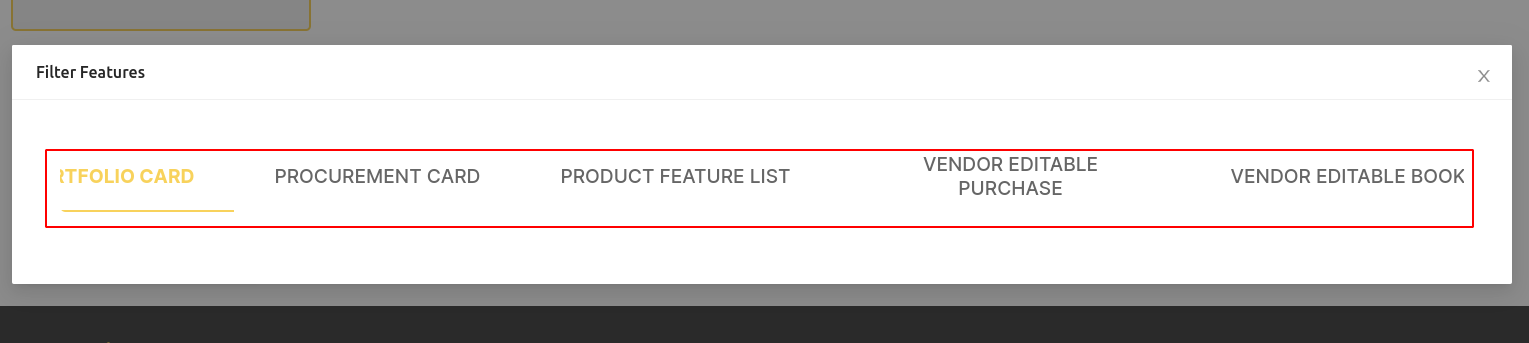 Filter Features
X
RTFOLIO CARD
PROCUREMENT CARD
PRODUCT FEATURE LIST
VENDOR EDITABLE
PURCHASE
VENDOR EDITABLE BOOK